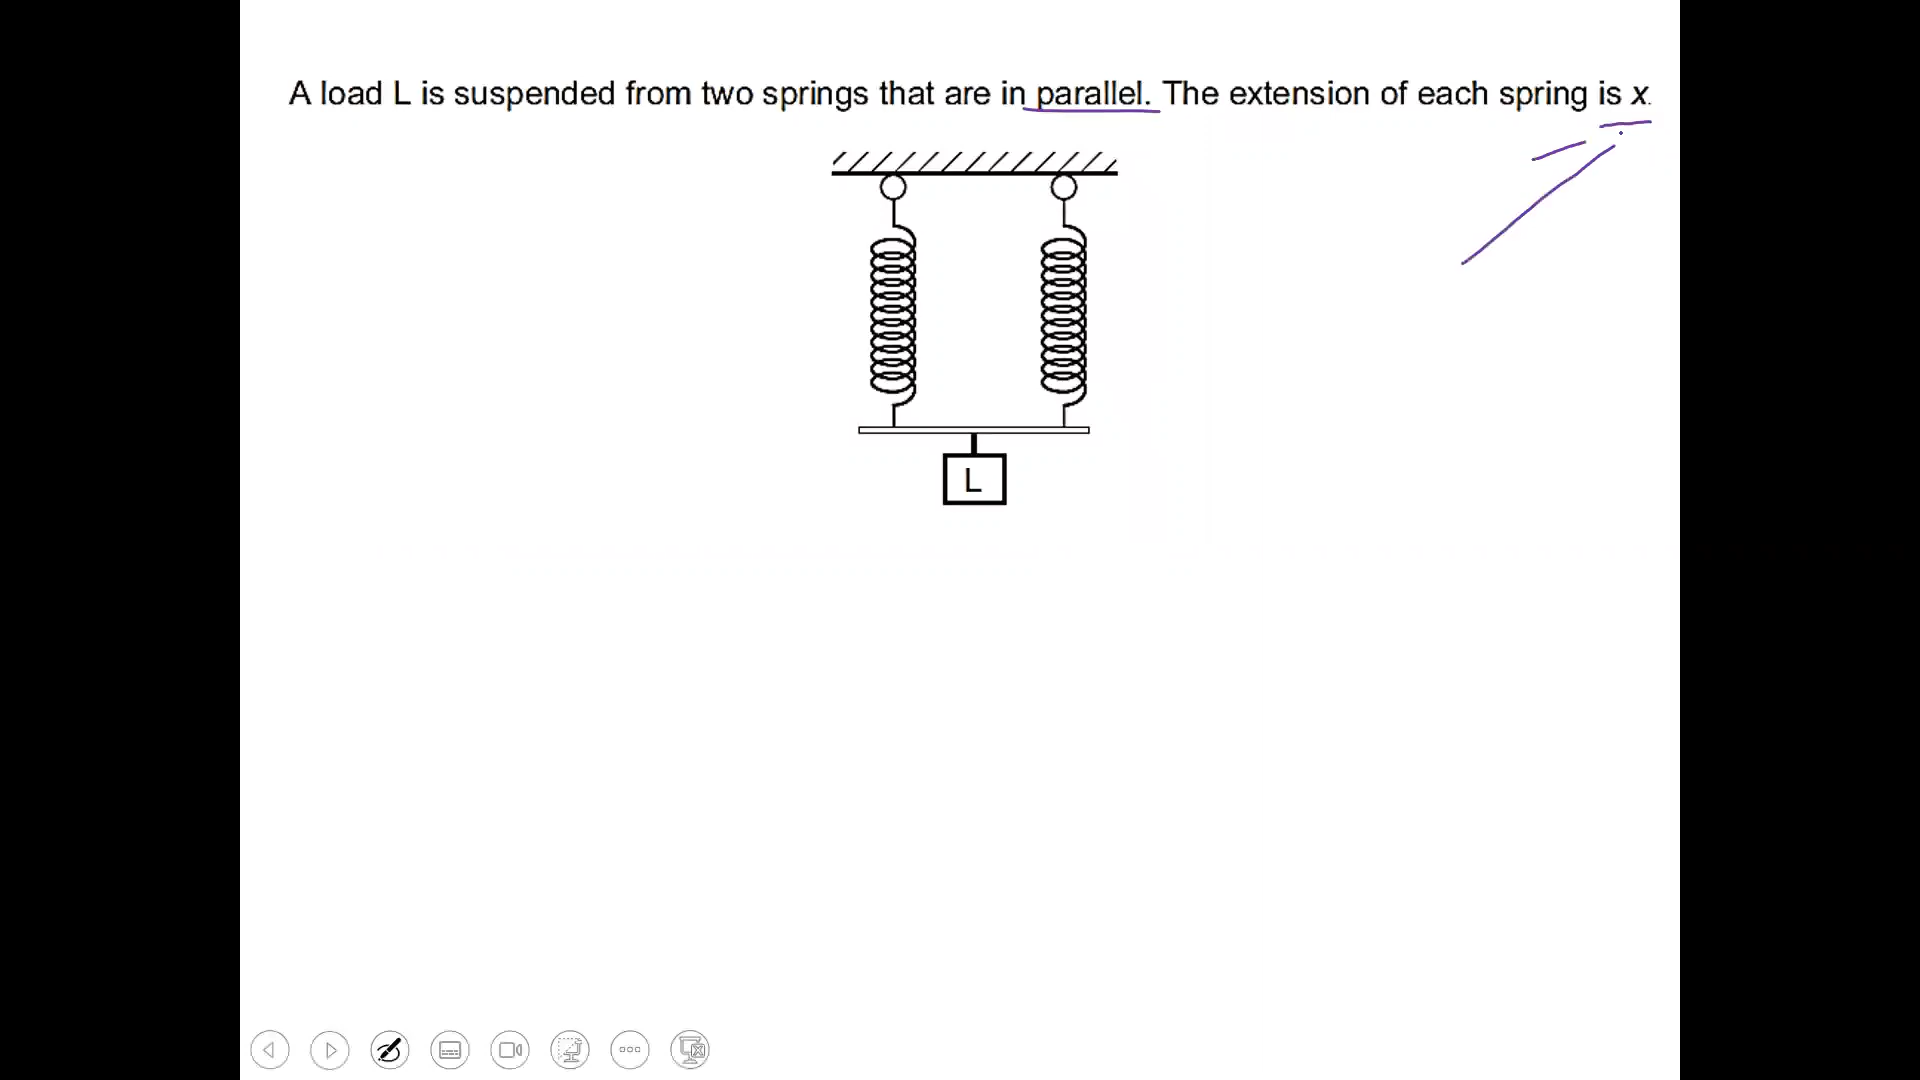 A load L is suspended from two springs that are in parallel. The extension of each spring is x.
L